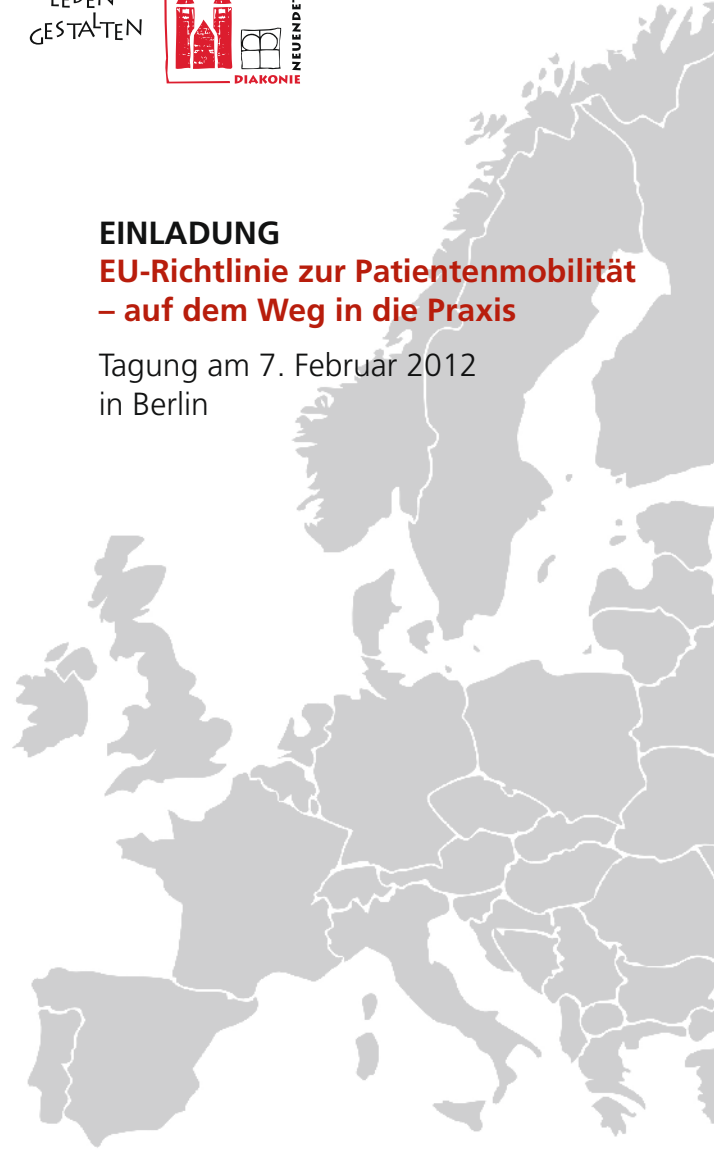 GESTALTEN
DIAKONIE
EINLADUNG
EU-Richtlinie zur Patientenmobilität
– auf dem Weg in die Praxis
Tagung am 7. Februar 2012
in Berlin